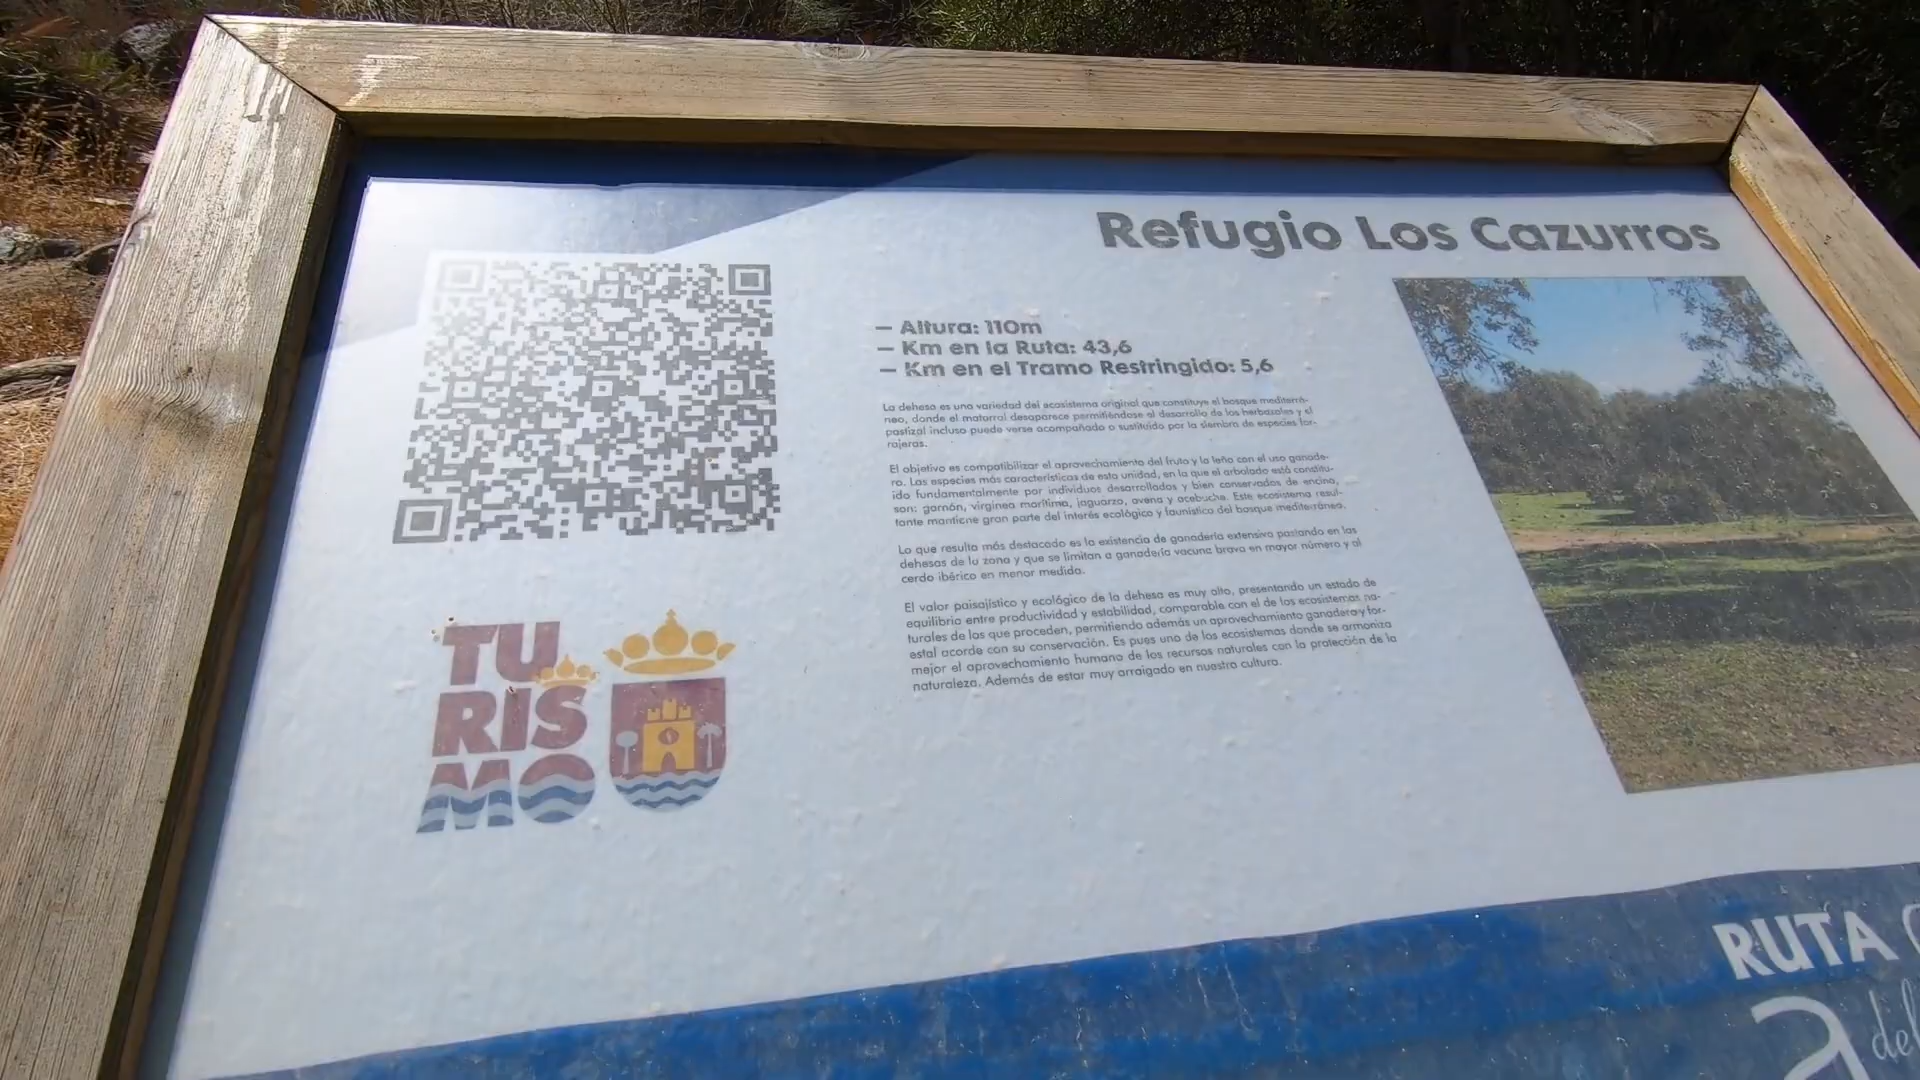 Refugio Los Cazurros
– Altura: 110m
– Km en la Ruta: 43,6
– Km en el Tramo Restringido: 5,6
La dehesa es una variedad del ecosistema original que constituye el bosque mediterrá-
neo, donde el matorral desaparece permitiéndose el desarrollo de los herbazales y el
pastizal incluso puede verse acompañado o sustituido por la siembra de especies for-
rajeras.
El objetivo es compatibilizar el aprovechamiento del fruto y la leña con el uso ganade-
ro. Las especies más características de esta unidad, en la que el arbolado está constitu-
ido fundamentalmente por individuos desarrollados y bien conservados de encina,
son: gamón, virginea marítima, jaguarzo, avena y acebuche. Este ecosistema resul-
tante mantiene gran parte del interés ecológico y faunístico del bosque mediterráneo.
Lo que resulta más destacado es la existencia de ganadería extensiva pastando en las
dehesas de la zona y que se limitan a ganadería vacuna brava en mayor número y al
cerdo ibérico en menor medida.
El valor paisajístico y ecológico de la dehesa es muy alto, presentando un estado de
equilibrio entre productividad y estabilidad, comparable con el de los ecosistemas na-
turales de los que proceden, permitiendo además un aprovechamiento ganadero y for-
estal acorde con su conservación. Es pues uno de los ecosistemas donde se armoniza
mejor el aprovechamiento humano de los recursos naturales con la protección de la
naturaleza. Además de estar muy arraigado en nuestra cultura.
TU
RIS
MO
RUTA
del